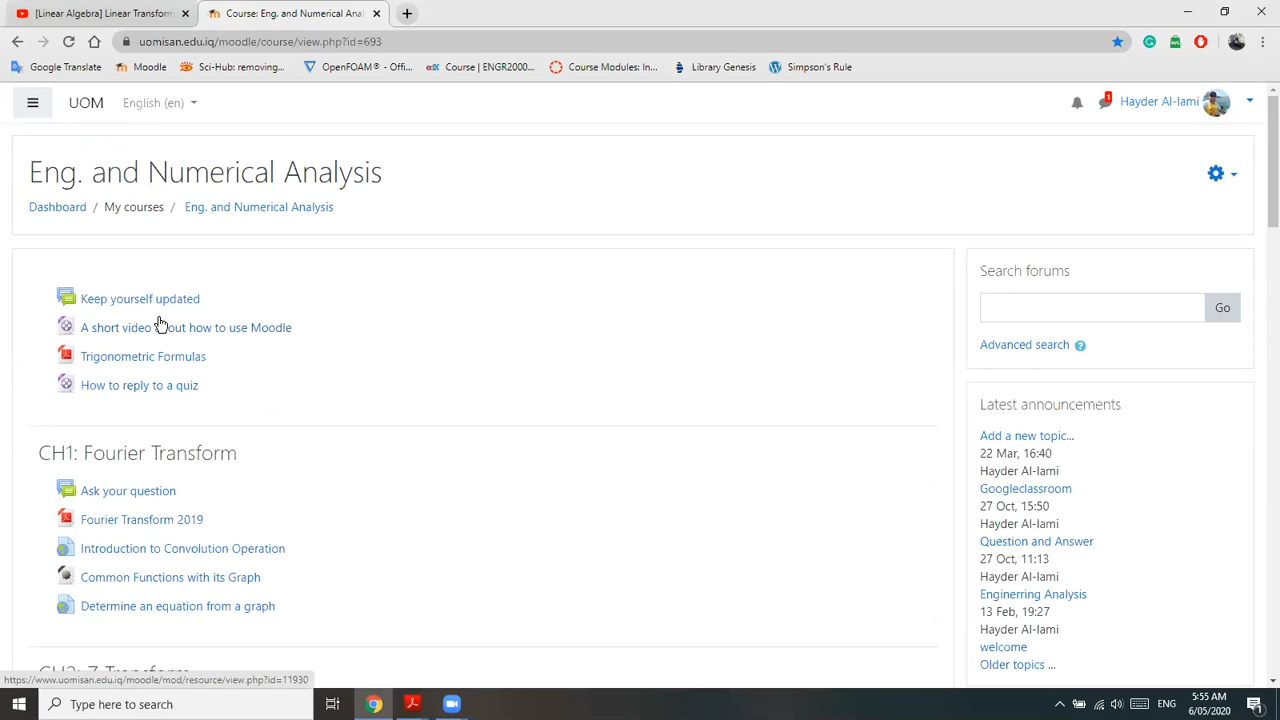 [Linear Algebra] Linear Transform
Course: Eng. and Numerical Anal
uomisan.edu.iq/moodle/course/view.php?id=693
Google Translate
Moodle
Sci-Hub: removing...
OpenFOAM® - Offi...
Course | ENGR2000...
Course Modules: In...
Library Genesis
Simpson's Rule
UOM
English (en)
1
Hayder Al-lami
Eng. and Numerical Analysis
Dashboard / My courses / Eng. and Numerical Analysis
Keep yourself updated
A short video out how to use Moodle
Trigonometric Formulas
How to reply to a quiz
CH1: Fourier Transform
Ask your question
Fourier Transform 2019
Introduction to Convolution Operation
Common Functions with its Graph
Determine an equation from a graph
Search forums
Go
Advanced search ?
Latest announcements
Add a new topic...
22 Mar, 16:40
Hayder Al-lami
Googleclassroom
27 Oct, 15:50
Hayder Al-lami
Question and Answer
27 Oct, 11:13
Hayder Al-lami
Enginerring Analysis
13 Feb, 19:27
Hayder Al-lami
welcome
Older topics ...
https://www.uomisan.edu.iq/moodle/mod/resource/view.php?id=11930
Type here to search
ENG
5:55 AM
6/05/2020
1